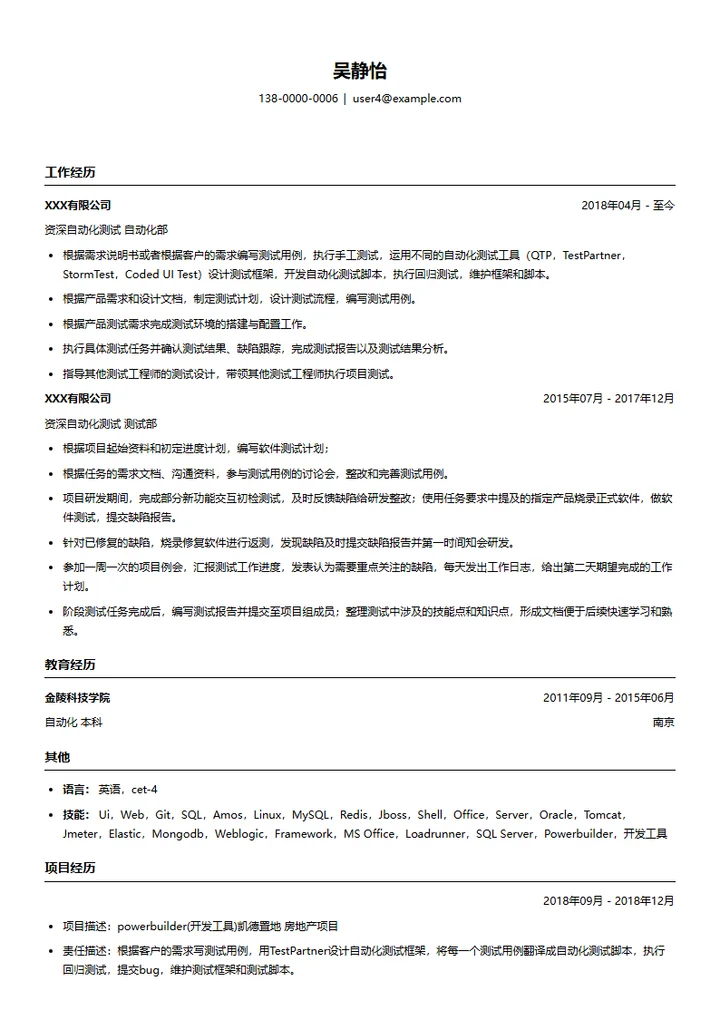 吴静怡
138-0000-0006 | user4@example.com
工作经历
XXX有限公司 2018年04月 - 至今
资深自动化测试 自动化部
• 根据需求说明书或者根据客户的需求编写测试用例，执行手工测试，运用不同的自动化测试工具（QTP，TestPartner，
StormTest，Coded UI Test）设计测试框架，开发自动化测试脚本，执行回归测试，维护框架和脚本。
• 根据产品需求和设计文档，制定测试计划，设计测试流程，编写测试用例。
• 根据产品测试需求完成测试环境的搭建与配置工作。
• 执行具体测试任务并确认测试结果、缺陷跟踪，完成测试报告以及测试结果分析。
• 指导其他测试工程师的测试设计，带领其他测试工程师执行项目测试。
XXX有限公司 2015年07月 - 2017年12月
资深自动化测试 测试部
• 根据项目起始资料和初定进度计划，编写软件测试计划；
• 根据任务的需求文档、沟通资料，参与测试用例的讨论会，整改和完善测试用例。
• 项目研发期间，完成部分新功能交互初检测试，及时反馈缺陷给研发整改；使用任务要求中提及的指定产品烧录正式软件，做软
件测试，提交缺陷报告。
• 针对已修复的缺陷，烧录修复软件进行返测，发现缺陷及时提交缺陷报告并第一时间知会研发。
• 参加一周一次的项目例会，汇报测试工作进度，发表认为需要重点关注的缺陷，每天发出工作日志，给出第二天期望完成的工作
计划。
• 阶段测试任务完成后，编写测试报告并提交至项目组成员；整理测试中涉及的技能点和知识点，形成文档便于后续快速学习和熟
悉。
教育经历
金陵科技学院 2011年09月 - 2015年06月
自动化 本科 南京
其他
• 语言： 英语，cet-4
• 技能： Ui，Web，Git，SQL，Amos，Linux，MySQL，Redis，Jboss，Shell，Office，Server，Oracle，Tomcat，
Jmeter，Elastic，Mongodb，Weblogic，Framework，MS Office，Loadrunner，SQL Server，Powerbuilder，开发工具
项目经历
2018年09月 - 2018年12月
• 项目描述：powerbuilder(开发工具)凯德置地 房地产项目
• 责任描述：根据客户的需求写测试用例，用TestPartner设计自动化测试框架，将每一个测试用例翻译成自动化测试脚本，执行
回归测试，提交bug，维护测试框架和测试脚本。